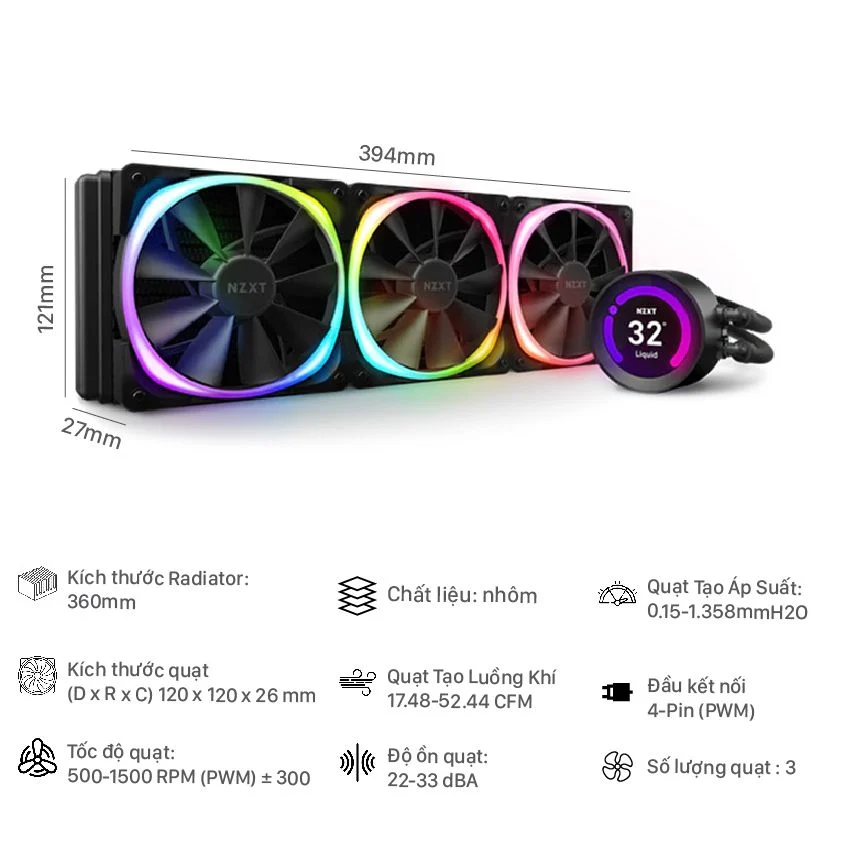 394mm
121mm
27mm
NZXT
NZXT
NZXT
NZXT
32°
Liquid
Kích thước Radiator:
360mm
Chất liệu: nhôm
Quạt Tạo Áp Suất:
0.15-1.358mmH2O
Kích thước quạt
(D x R x C) 120 x 120 x 26 mm
Quạt Tạo Luồng Khí
17.48-52.44 CFM
Đầu kết nối
4-Pin (PWM)
Tốc độ quạt:
500-1500 RPM (PWM) ± 300
Độ ồn quạt:
22-33 dBA
Số lượng quạt : 3